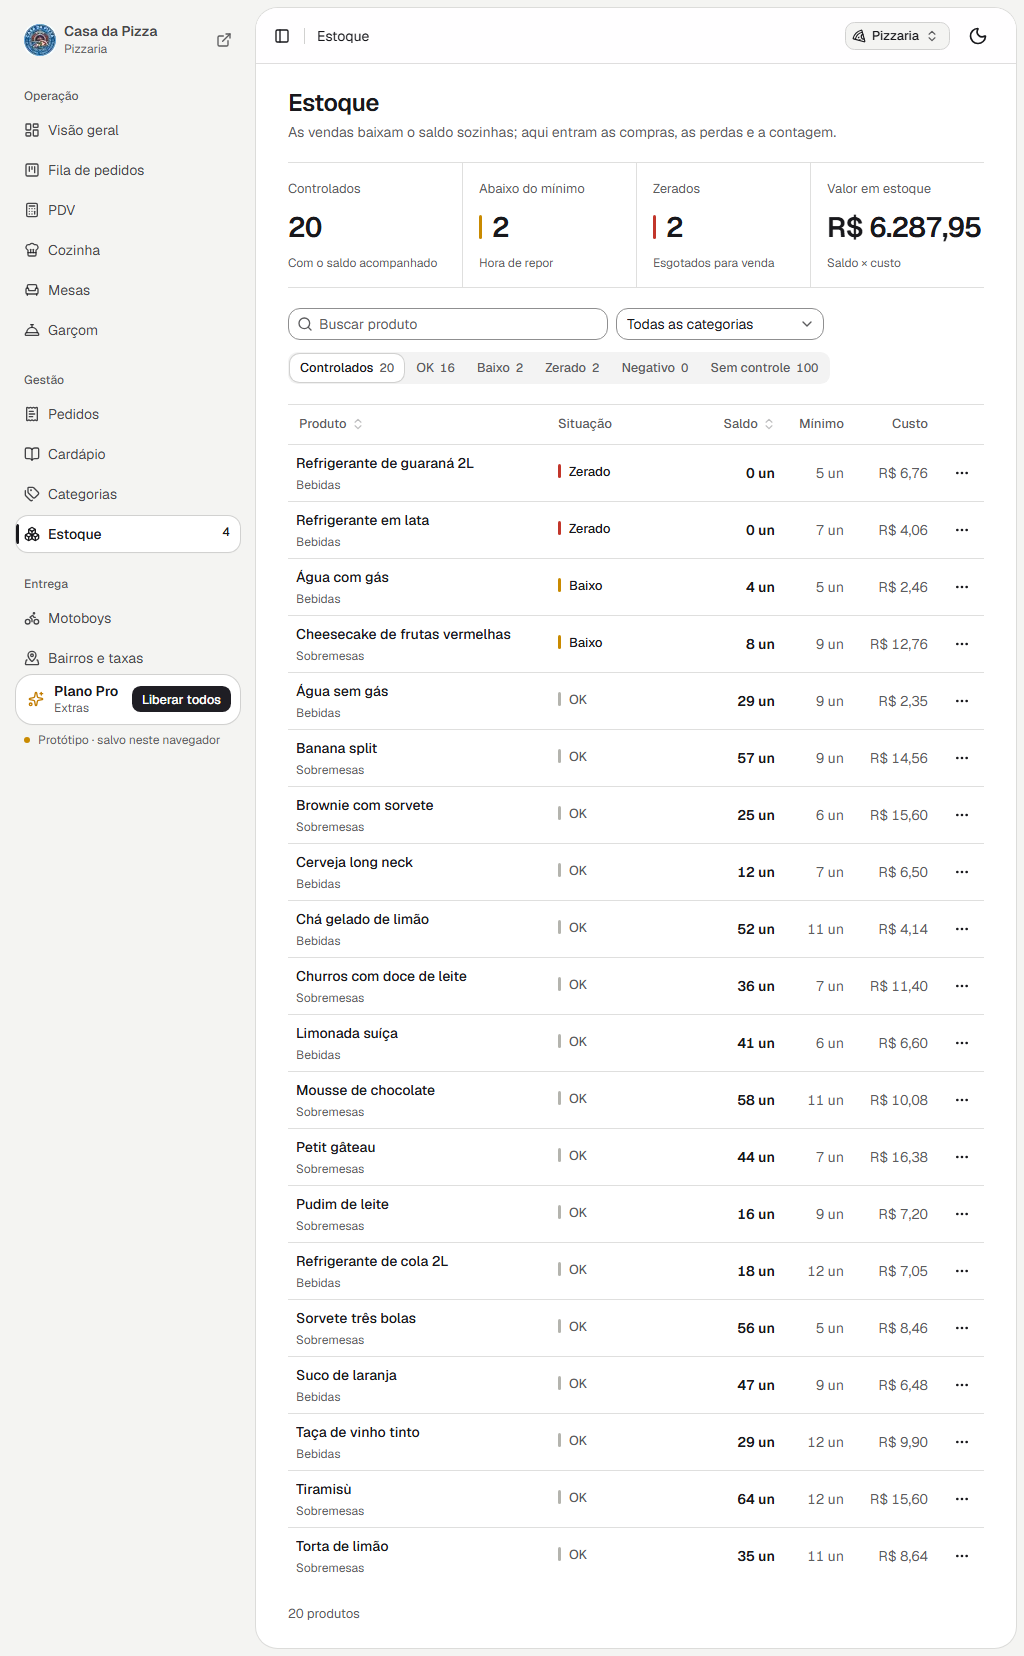 Casa da Pizza
Pizzaria
Operação
Visão geral
Fila de pedidos
PDV
Cozinha
Mesas
Garçom
Gestão
Pedidos
Cardápio
Categorias
Estoque 4
Entrega
Motoboys
Bairros e taxas
Plano Pro
Extras
Liberar todos
Protótipo · salvo neste navegador
Estoque
Pizzaria
Estoque
As vendas baixam o saldo sozinhas; aqui entram as compras, as perdas e a contagem.
Controlados
20
Com o saldo acompanhado
Abaixo do mínimo
2
Hora de repor
Zerados
2
Esgotados para venda
Valor em estoque
R$ 6.287,95
Saldo × custo
Buscar produto
Todas as categorias
Controlados 20 OK 16 Baixo 2 Zerado 2 Negativo 0 Sem controle 100
Produto Situação Saldo Mínimo Custo
Refrigerante de guaraná 2L
Bebidas
Zerado 0 un 5 un R$ 6,76
Refrigerante em lata
Bebidas
Zerado 0 un 7 un R$ 4,06
Água com gás
Bebidas
Baixo 4 un 5 un R$ 2,46
Cheesecake de frutas vermelhas
Sobremesas
Baixo 8 un 9 un R$ 12,76
Água sem gás
Bebidas
OK 29 un 9 un R$ 2,35
Banana split
Sobremesas
OK 57 un 9 un R$ 14,56
Brownie com sorvete
Sobremesas
OK 25 un 6 un R$ 15,60
Cerveja long neck
Bebidas
OK 12 un 7 un R$ 6,50
Chá gelado de limão
Bebidas
OK 52 un 11 un R$ 4,14
Churros com doce de leite
Sobremesas
OK 36 un 7 un R$ 11,40
Limonada suíça
Bebidas
OK 41 un 6 un R$ 6,60
Mousse de chocolate
Sobremesas
OK 58 un 11 un R$ 10,08
Petit gâteau
Sobremesas
OK 44 un 7 un R$ 16,38
Pudim de leite
Sobremesas
OK 16 un 9 un R$ 7,20
Refrigerante de cola 2L
Bebidas
OK 18 un 12 un R$ 7,05
Sorvete três bolas
Sobremesas
OK 56 un 5 un R$ 8,46
Suco de laranja
Bebidas
OK 47 un 9 un R$ 6,48
Taça de vinho tinto
Bebidas
OK 29 un 12 un R$ 9,90
Tiramisù
Sobremesas
OK 64 un 12 un R$ 15,60
Torta de limão
Sobremesas
OK 35 un 11 un R$ 8,64
20 produtos